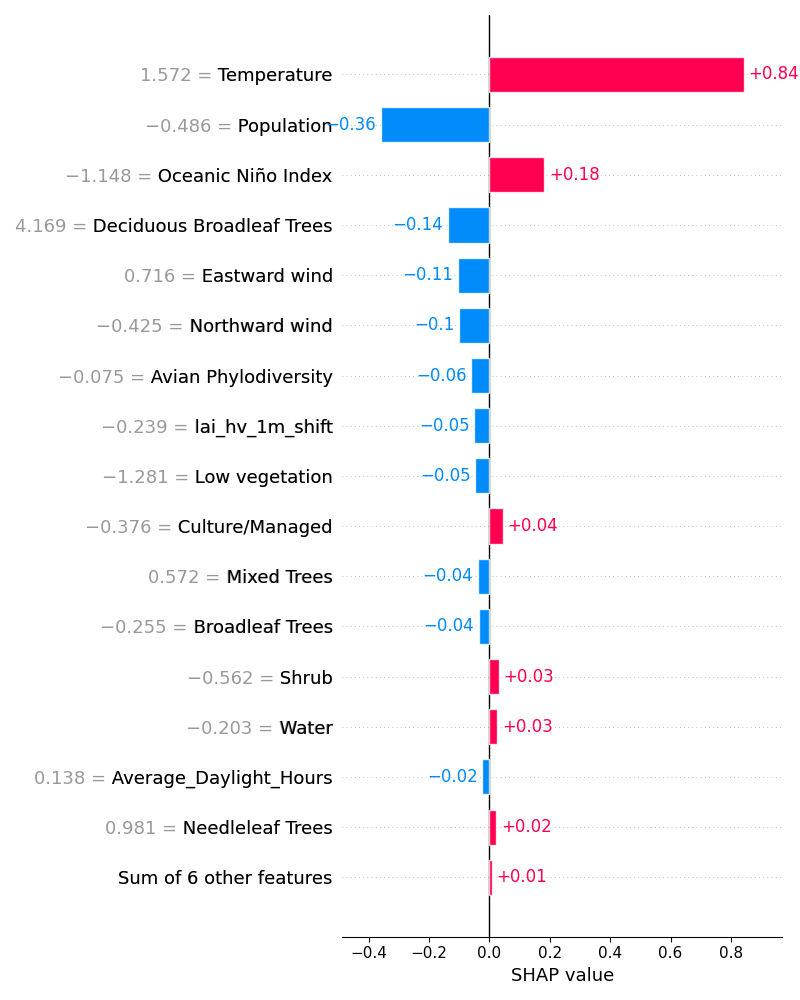 1.572 = Temperature +0.84
−0.486 = Population −0.36
−1.148 = Oceanic Niño Index +0.18
4.169 = Deciduous Broadleaf Trees −0.14
0.716 = Eastward wind −0.11
−0.425 = Northward wind −0.1
−0.075 = Avian Phylodiversity −0.06
−0.239 = lai_hv_1m_shift −0.05
−1.281 = Low vegetation −0.05
−0.376 = Culture/Managed +0.04
0.572 = Mixed Trees −0.04
−0.255 = Broadleaf Trees −0.04
−0.562 = Shrub +0.03
−0.203 = Water +0.03
0.138 = Average_Daylight_Hours −0.02
0.981 = Needleleaf Trees +0.02
Sum of 6 other features +0.01
−0.4 −0.2 0.0 0.2 0.4 0.6 0.8
SHAP value